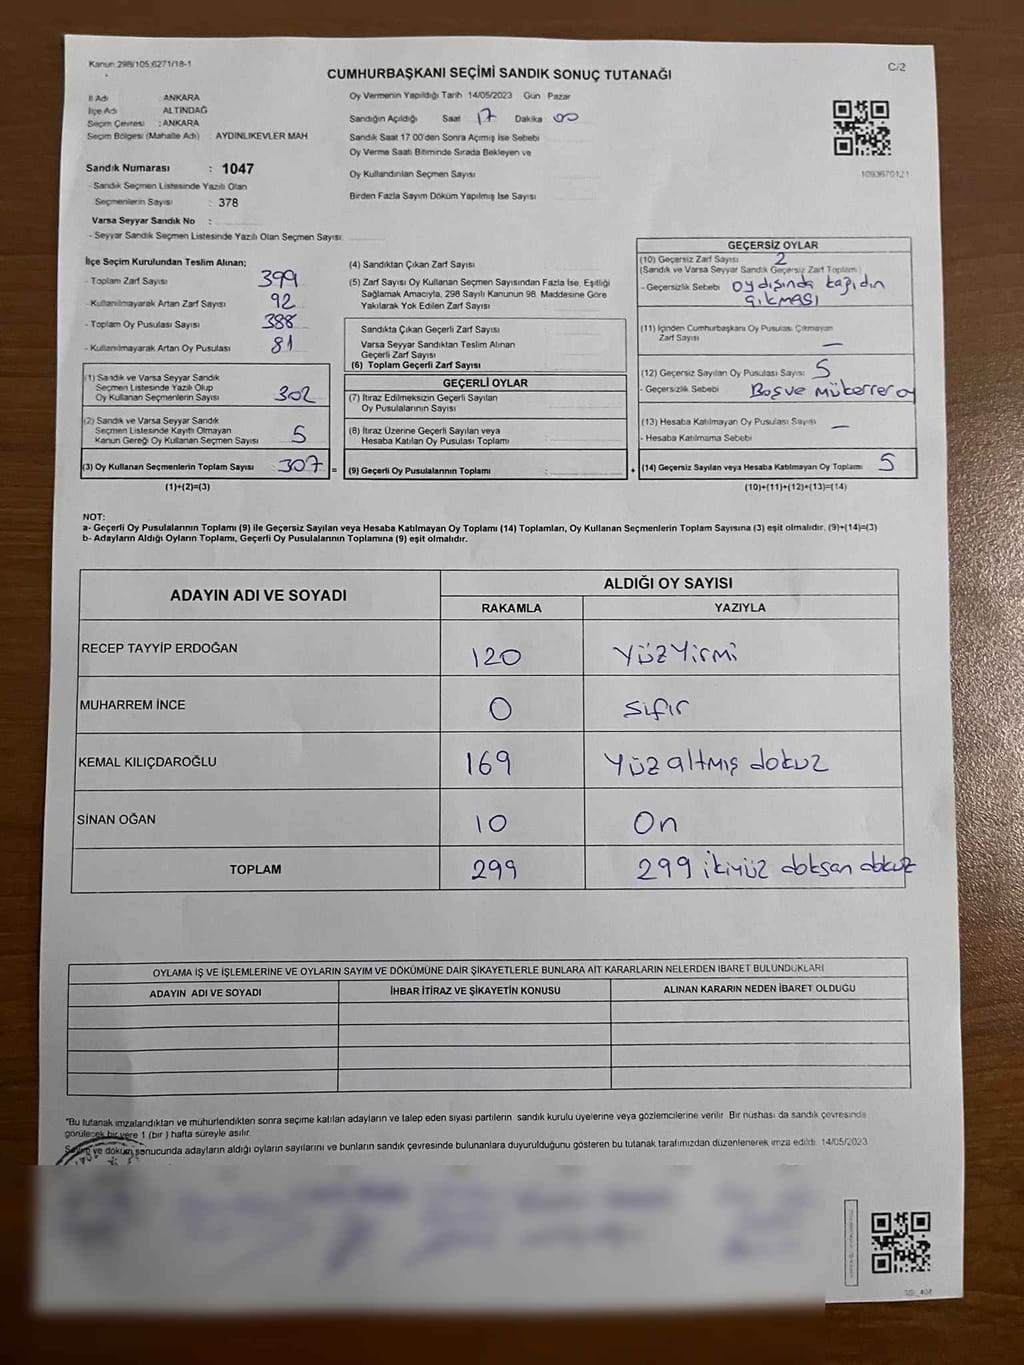 Kanun 298/105,6271/18-1
C/2
CUMHURBAŞKANI SEÇİMİ SANDIK SONUÇ TUTANAĞI
İl Adı : ANKARA
İlçe Adı : ALTINDAĞ
Seçim Çevresi : ANKARA
Seçim Bölgesi (Mahalle Adı) : AYDINLIKEVLER MAH
Sandık Numarası : 1047
- Sandık Seçmen Listesinde Yazılı Olan
Seçmenlerin Sayısı : 378
Varsa Seyyar Sandık No :
- Seyyar Sandık Seçmen Listesinde Yazılı Olan Seçmen Sayısı:
Oy Vermenin Yapıldığı Tarih 14/05/2023 Gün Pazar
Sandığın Açıldığı Saat 17 Dakika 00
Sandık Saat 17 00'den Sonra Açımış İse Sebebi
Oy Verme Saati Bitiminde Sırada Bekleyen ve
Oy Kullandırılan Seçmen Sayısı
Birden Fazla Sayım Döküm Yapılmış İse Sayısı
1093670121
İlçe Seçim Kurulundan Teslim Alınan;
- Toplam Zarf Sayısı 399
- Kullanılmayarak Artan Zarf Sayısı 92
- Toplam Oy Pusulası Sayısı 388
- Kullanılmayarak Artan Oy Pusulası 81
(1) Sandık ve Varsa Seyyar Sandık
Seçmen Listesinde Yazılı Olup
Oy Kullanan Seçmenlerin Sayısı 302
(2) Sandık ve Varsa Seyyar Sandık
Seçmen Listesinde Kayıtlı Olmayan
Kanun Gereği Oy Kullanan Seçmen Sayısı 5
(3) Oy Kullanan Seçmenlerin Toplam Sayısı : 307 =
(1)+(2)=(3)
(4) Sandıktan Çıkan Zarf Sayısı
(5) Zarf Sayısı Oy Kullanan Seçmen Sayısından Fazla İse, Eşitliği
Sağlamak Amacıyla, 298 Sayılı Kanunun 98. Maddesine Göre
Yakılarak Yok Edilen Zarf Sayısı
Sandıkta Çıkan Geçerli Zarf Sayısı
Varsa Seyyar Sandıktan Teslim Alınan
Geçerli Zarf Sayısı
(6) Toplam Geçerli Zarf Sayısı
GEÇERLİ OYLAR
(7) İtiraz Edilmeksizin Geçerli Sayılan
Oy Pusulalarının Sayısı
(8) İtiraz Üzerine Geçerli Sayılan veya
Hesaba Katılan Oy Pusulası Toplamı :
(9) Geçerli Oy Pusulalarının Toplamı : +
GEÇERSİZ OYLAR
(10) Geçersiz Zarf Sayısı 2
(Sandık ve Varsa Seyyar Sandık Geçersiz Zarf Toplamı)
- Geçersizlik Sebebi oy dışında kağıdın
çıkması
(11) İçinden Cumhurbaşkanı Oy Pusulası Çıkmayan
Zarf Sayısı —
(12) Geçersiz Sayılan Oy Pusulası Sayısı: 5
- Geçersizlik Sebebi Boş ve mükerrer oy
(13) Hesaba Katılmayan Oy Pusulası Sayısı —
- Hesaba Katılmama Sebebi
(14) Geçersiz Sayılan veya Hesaba Katılmayan Oy Toplamı 5
(10)+(11)+(12)+(13)=(14)
NOT:
a- Geçerli Oy Pusulalarının Toplamı (9) ile Geçersiz Sayılan veya Hesaba Katılmayan Oy Toplamı (14) Toplamları, Oy Kullanan Seçmenlerin Toplam Sayısına (3) eşit olmalıdır. (9)+(14)=(3)
b- Adayların Aldığı Oyların Toplamı, Geçerli Oy Pusulalarının Toplamına (9) eşit olmalıdır.
ADAYIN ADI VE SOYADI
ALDIĞI OY SAYISI
RAKAMLA YAZIYLA
RECEP TAYYİP ERDOĞAN 120 Yüz Yirmi
MUHARREM İNCE 0 Sıfır
KEMAL KILIÇDAROĞLU 169 Yüz altmış dokuz
SİNAN OĞAN 10 On
TOPLAM 299 299 ikiyüz doksan dokuz
OYLAMA İŞ VE İŞLEMLERİNE VE OYLARIN SAYIM VE DÖKÜMÜNE DAİR ŞİKAYETLERLE BUNLARA AİT KARARLARIN NELERDEN İBARET BULUNDUKLARI
ADAYIN ADI VE SOYADI İHBAR İTİRAZ VE ŞİKAYETİN KONUSU ALINAN KARARIN NEDEN İBARET OLDUĞU
*Bu tutanak imzalandıktan ve mühürlendikten sonra seçime katılan adayların ve talep eden siyasi partilerin sandık kurulu üyelerine veya gözlemcilerine verilir. Bir nüshası da sandık çevresinde
görülecek bir yere 1 (bir) hafta süreyle asılır.
Sayım ve döküm sonucunda adayların aldığı oyların sayılarını ve bunların sandık çevresinde bulunanlara duyurulduğunu gösteren bu tutanak tarafımızdan düzenlenerek imza edildi. 14/05/2023